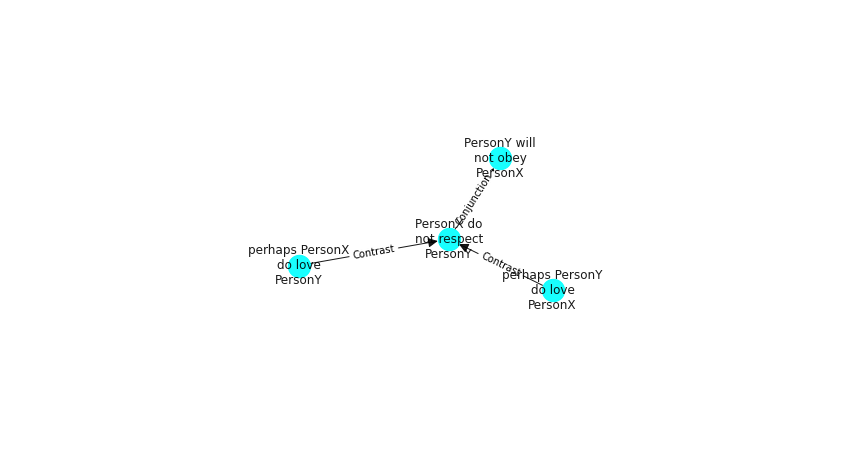 PersonY will
not obey
PersonX
Conjunction
PersonX do
not respect
PersonY
perhaps PersonX
do love
PersonY
Contrast
Contrast
perhaps PersonY
do love
PersonX